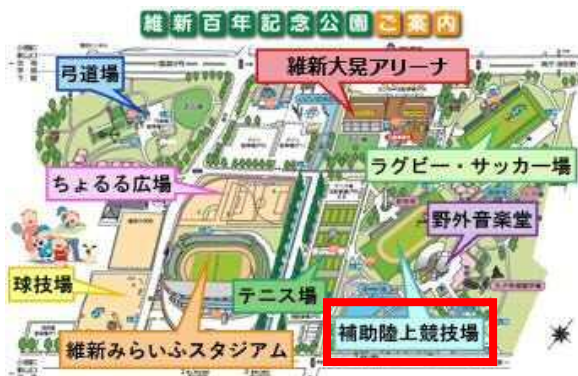 維新百年記念公園ご案内
弓道場
維新大晃アリーナ
ラグビー・サッカー場
ちょるる広場
野外音楽堂
球技場
テニス場
補助陸上競技場
維新みらいふスタジアム